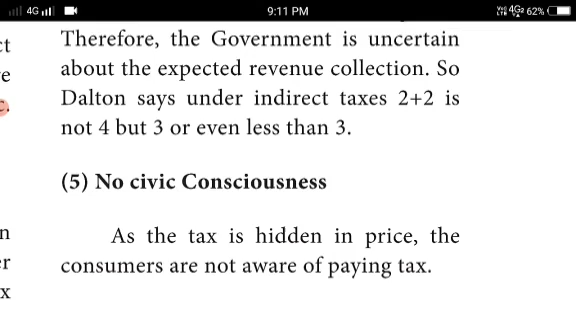 4G 9:11 PM 4G2 62%
Therefore, the Government is uncertain
about the expected revenue collection. So
Dalton says under indirect taxes 2+2 is
not 4 but 3 or even less than 3.
(5) No civic Consciousness
As the tax is hidden in price, the
consumers are not aware of paying tax.